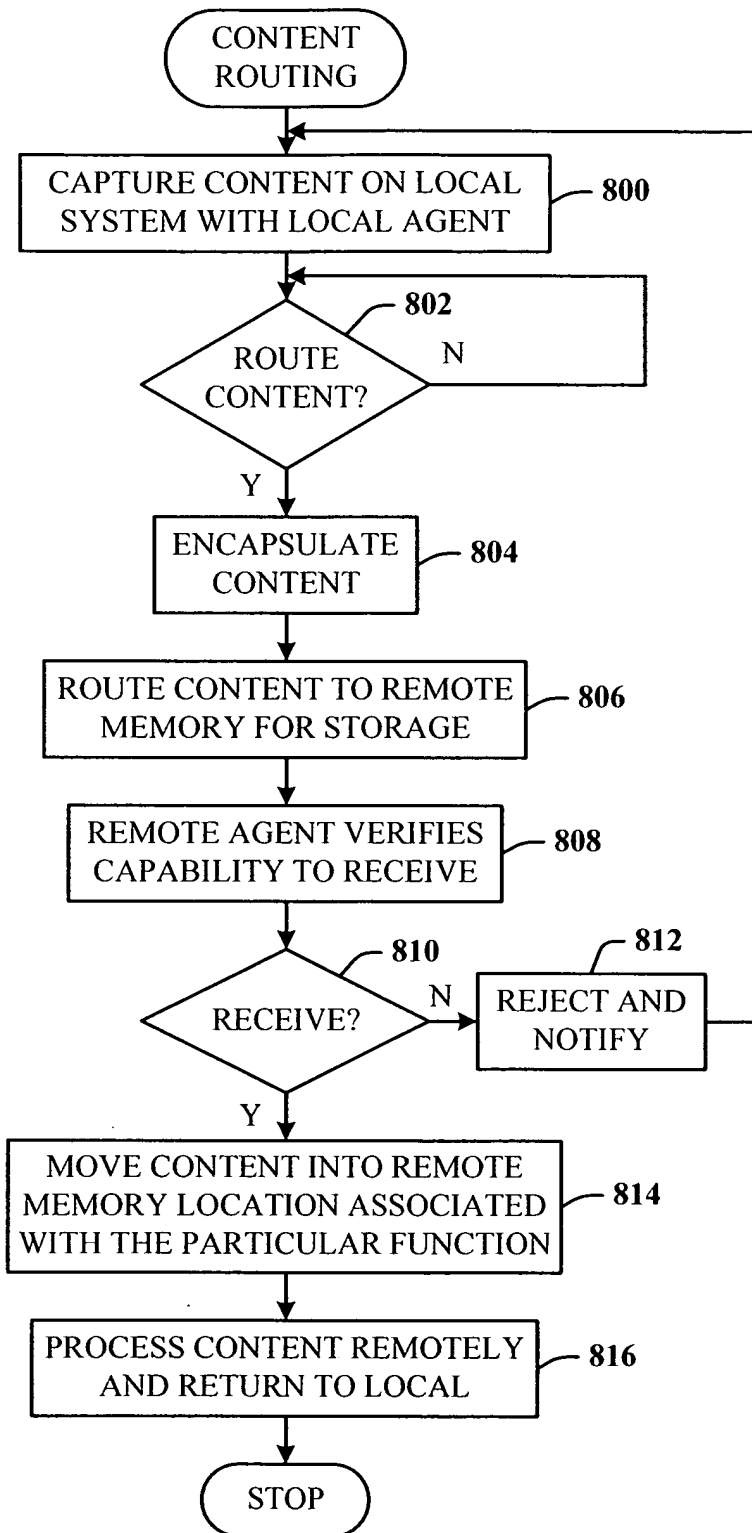 CONTENT
ROUTING
CAPTURE CONTENT ON LOCAL
SYSTEM WITH LOCAL AGENT
800
802
ROUTE
CONTENT?
N
Y
ENCAPSULATE
CONTENT
804
ROUTE CONTENT TO REMOTE
MEMORY FOR STORAGE
806
REMOTE AGENT VERIFIES
CAPABILITY TO RECEIVE
808
810
RECEIVE?
N
812
REJECT AND
NOTIFY
Y
MOVE CONTENT INTO REMOTE
MEMORY LOCATION ASSOCIATED
WITH THE PARTICULAR FUNCTION
814
PROCESS CONTENT REMOTELY
AND RETURN TO LOCAL
816
STOP